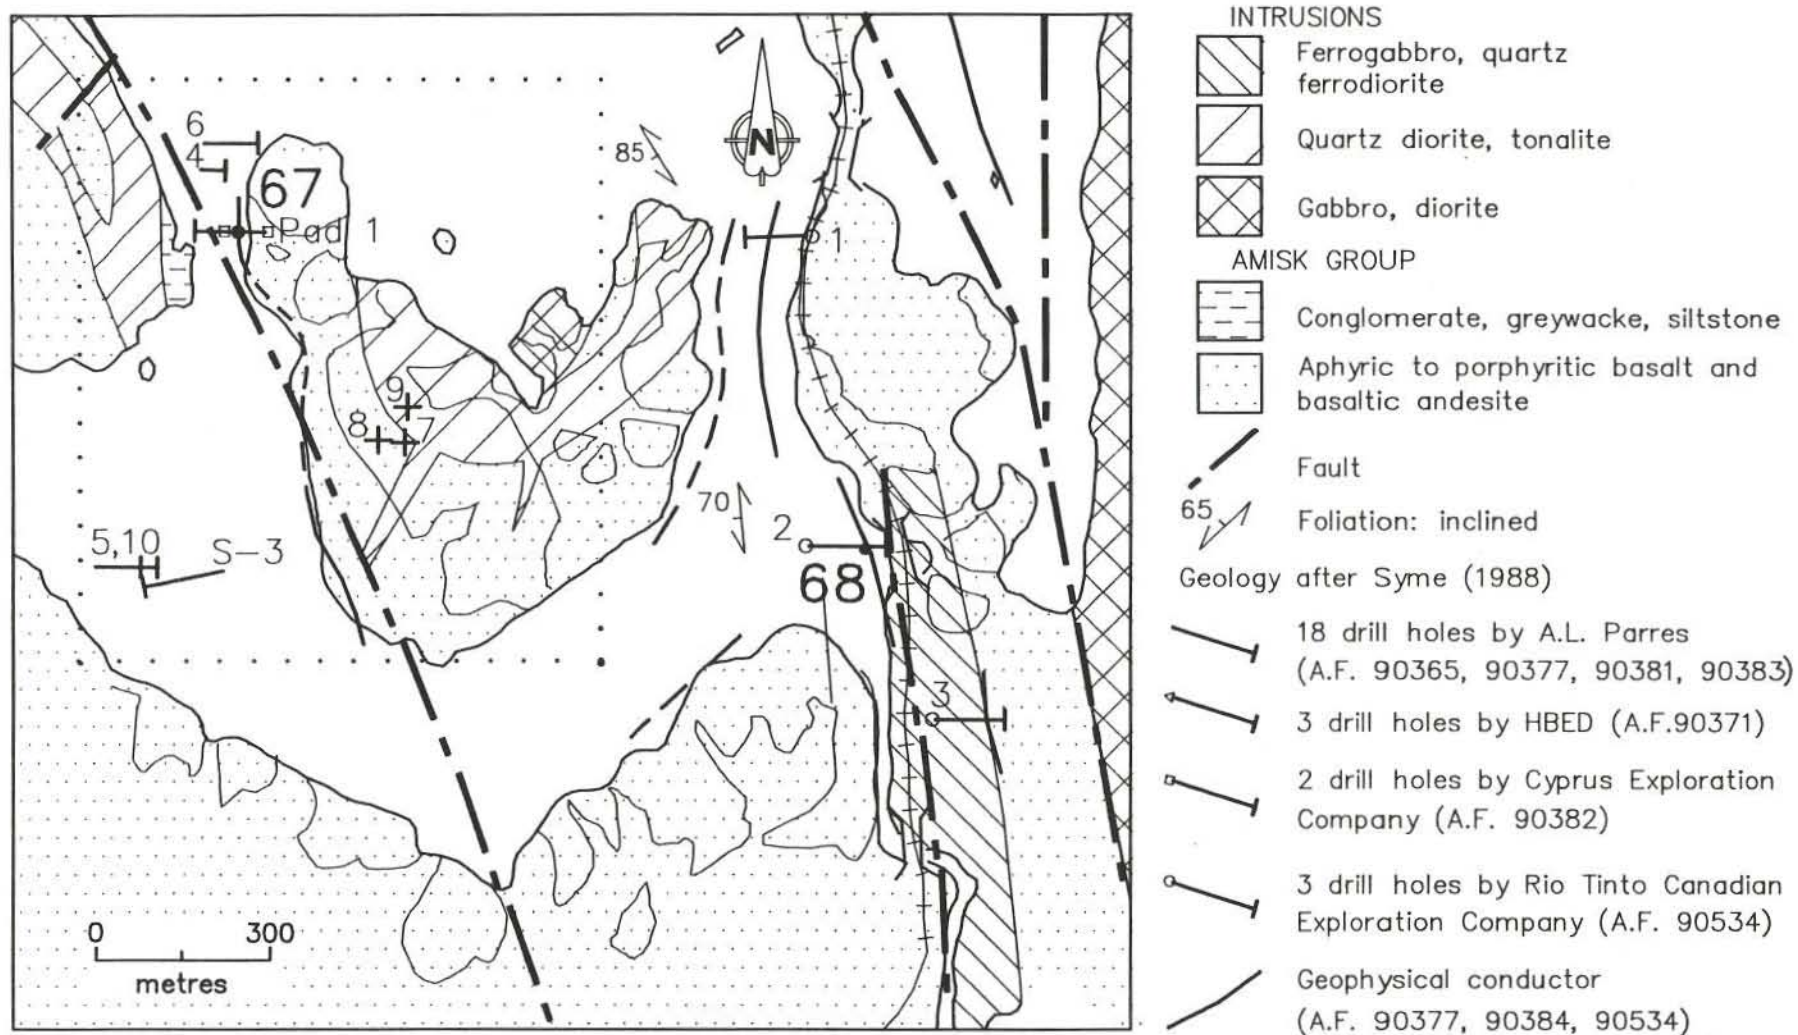 6
4
67
Pad 1
85
N
1
9
8
7
70
2
68
5,10
S-3
3
0 300
metres
INTRUSIONS
Ferrogabbro, quartz
ferrodiorite
Quartz diorite, tonalite
Gabbro, diorite
AMISK GROUP
Conglomerate, greywacke, siltstone
Aphyric to porphyritic basalt and
basaltic andesite
Fault
65
Foliation: inclined
Geology after Syme (1988)
18 drill holes by A.L. Parres
(A.F. 90365, 90377, 90381, 90383)
3 drill holes by HBED (A.F.90371)
2 drill holes by Cyprus Exploration
Company (A.F. 90382)
3 drill holes by Rio Tinto Canadian
Exploration Company (A.F. 90534)
Geophysical conductor
(A.F. 90377, 90384, 90534)